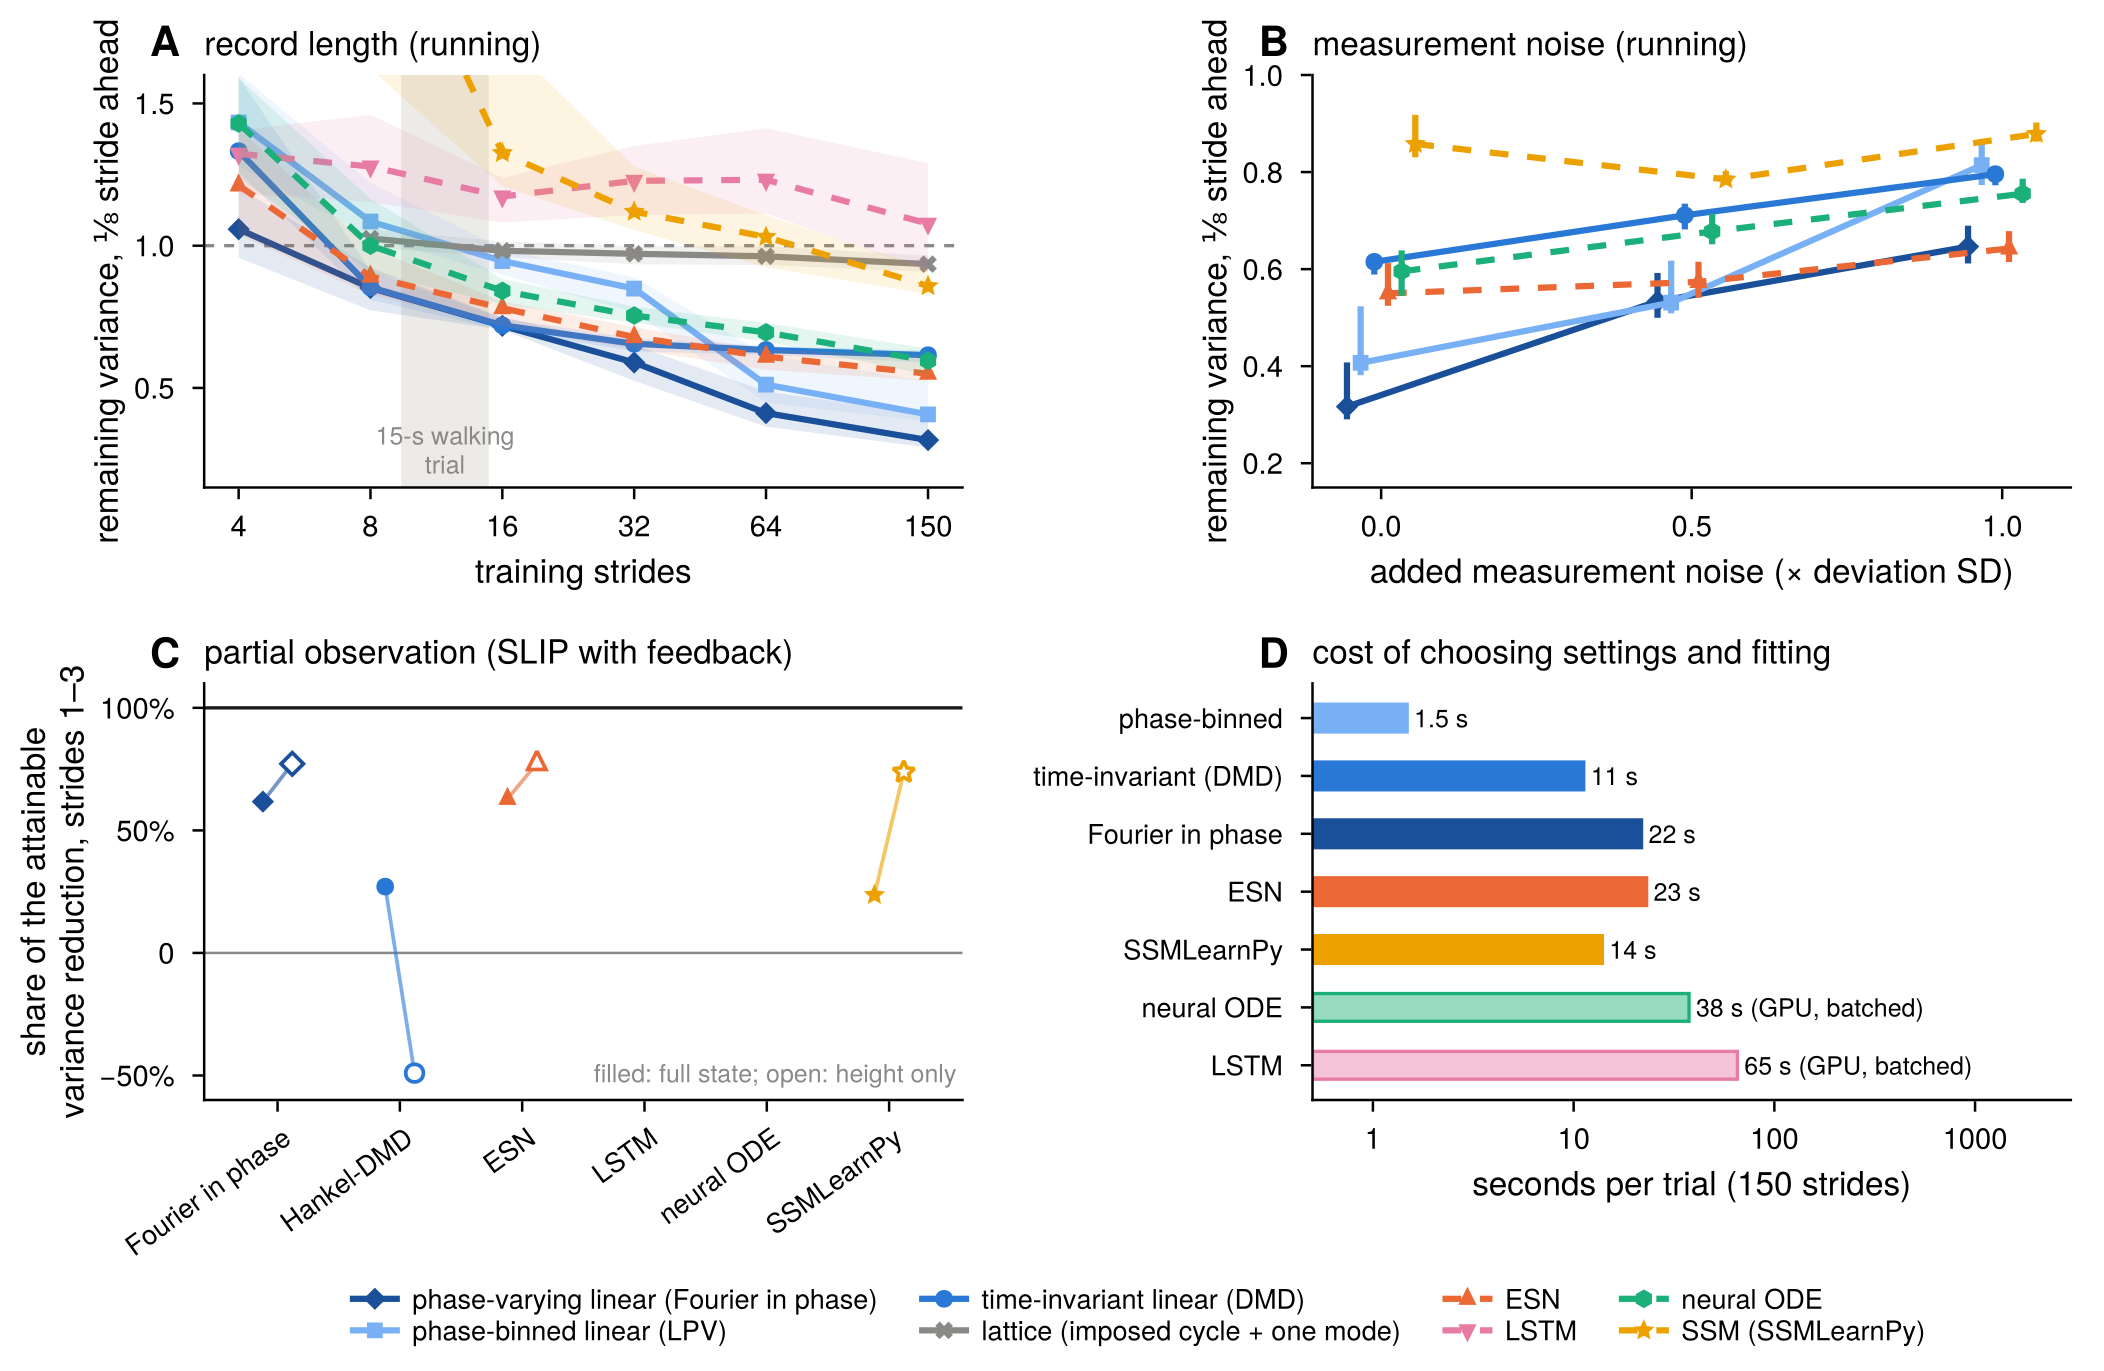 A record length (running)
remaining variance, ⅛ stride ahead
1.5
1.0
0.5
15-s walking
trial
4 8 16 32 64 150
training strides
B measurement noise (running)
remaining variance, ⅛ stride ahead
1.0
0.8
0.6
0.4
0.2
0.0 0.5 1.0
added measurement noise (× deviation SD)
C partial observation (SLIP with feedback)
share of the attainable
variance reduction, strides 1–3
100%
50%
0
−50%
filled: full state; open: height only
Fourier in phase
Hankel-DMD
ESN
LSTM
neural ODE
SSMLearnPy
D cost of choosing settings and fitting
phase-binned 1.5 s
time-invariant (DMD) 11 s
Fourier in phase 22 s
ESN 23 s
SSMLearnPy 14 s
neural ODE 38 s (GPU, batched)
LSTM 65 s (GPU, batched)
1 10 100 1000
seconds per trial (150 strides)
phase-varying linear (Fourier in phase) time-invariant linear (DMD) ESN neural ODE
phase-binned linear (LPV) lattice (imposed cycle + one mode) LSTM SSM (SSMLearnPy)